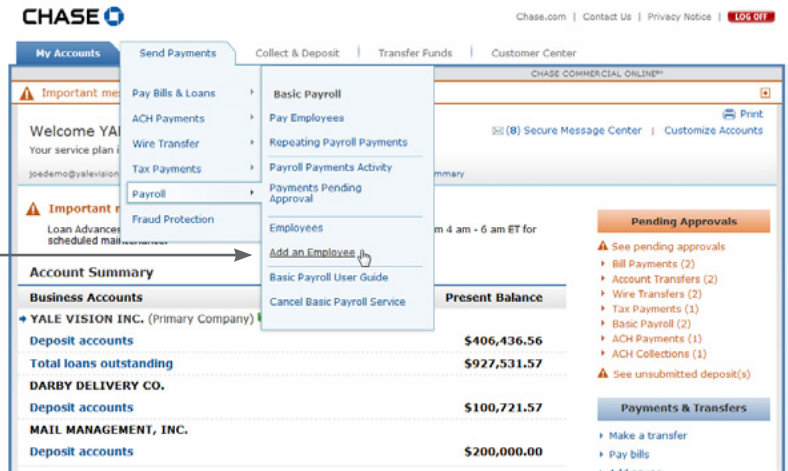 CHASE
Chase.com | Contact Us | Privacy Notice | LOG OFF
My Accounts
Send Payments
Collect & Deposit
Transfer Funds
Customer Center
CHASE COMMERCIAL ONLINE℠
Important me
Print
Welcome YA
(8) Secure Message Center | Customize Accounts
Your service plan i
joedemo@yalevision
mmary
Pay Bills & Loans
ACH Payments
Wire Transfer
Tax Payments
Payroll
Fraud Protection
Basic Payroll
Pay Employees
Repeating Payroll Payments
Payroll Payments Activity
Payments Pending
Approval
Employees
Add an Employee
Basic Payroll User Guide
Cancel Basic Payroll Service
Important
Loan Advances
m 4 am - 6 am ET for
scheduled maintenance.
Account Summary
Business Accounts
Present Balance
YALE VISION INC. (Primary Company)
Deposit accounts
$406,436.56
Total loans outstanding
$927,531.57
DARBY DELIVERY CO.
Deposit accounts
$100,721.57
MAIL MANAGEMENT, INC.
Deposit accounts
$200,000.00
Pending Approvals
See pending approvals
Bill Payments (2)
Account Transfers (2)
Wire Transfers (2)
Tax Payments (1)
Basic Payroll (2)
ACH Payments (1)
ACH Collections (1)
See unsubmitted deposit(s)
Payments & Transfers
Make a transfer
Pay bills